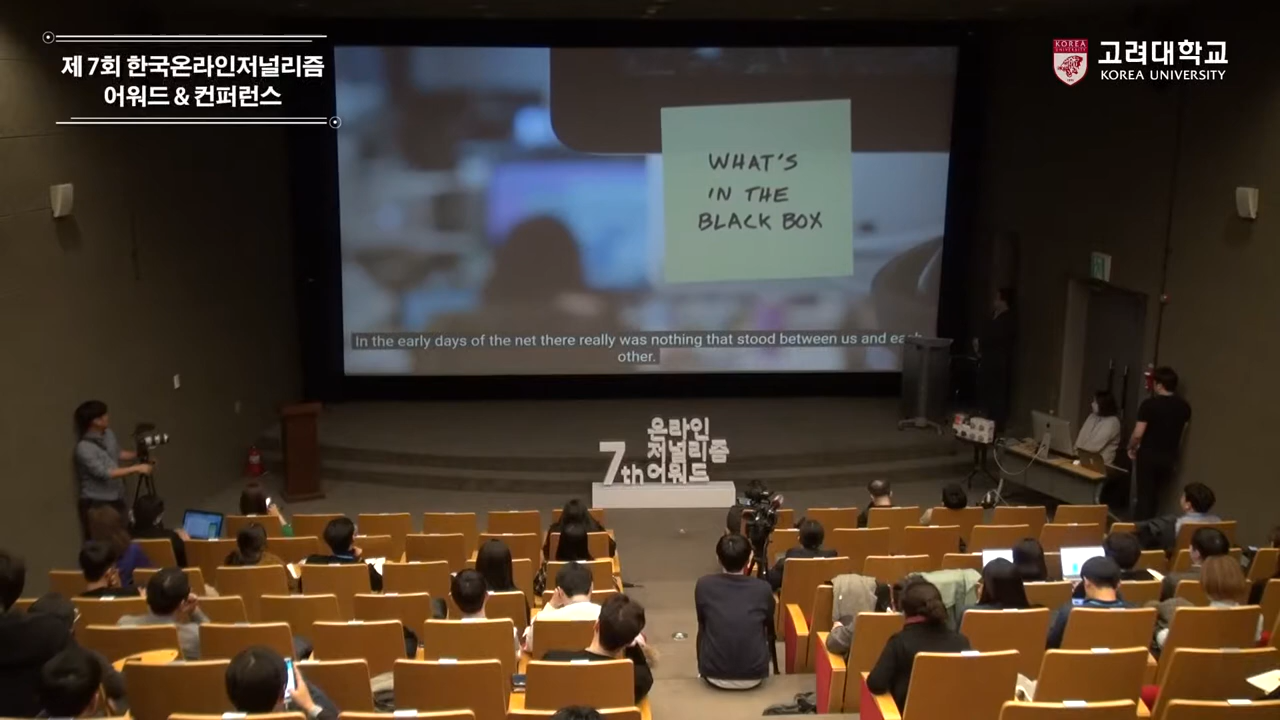 제 7회 한국온라인저널리즘
어워드 & 컨퍼런스
KOREA
UNIVERSITY
고려대학교
KOREA UNIVERSITY
WHAT'S
IN THE
BLACK BOX
In the early days of the net there really was nothing that stood between us and each
other.
7th
온라인
저널리즘
어워드